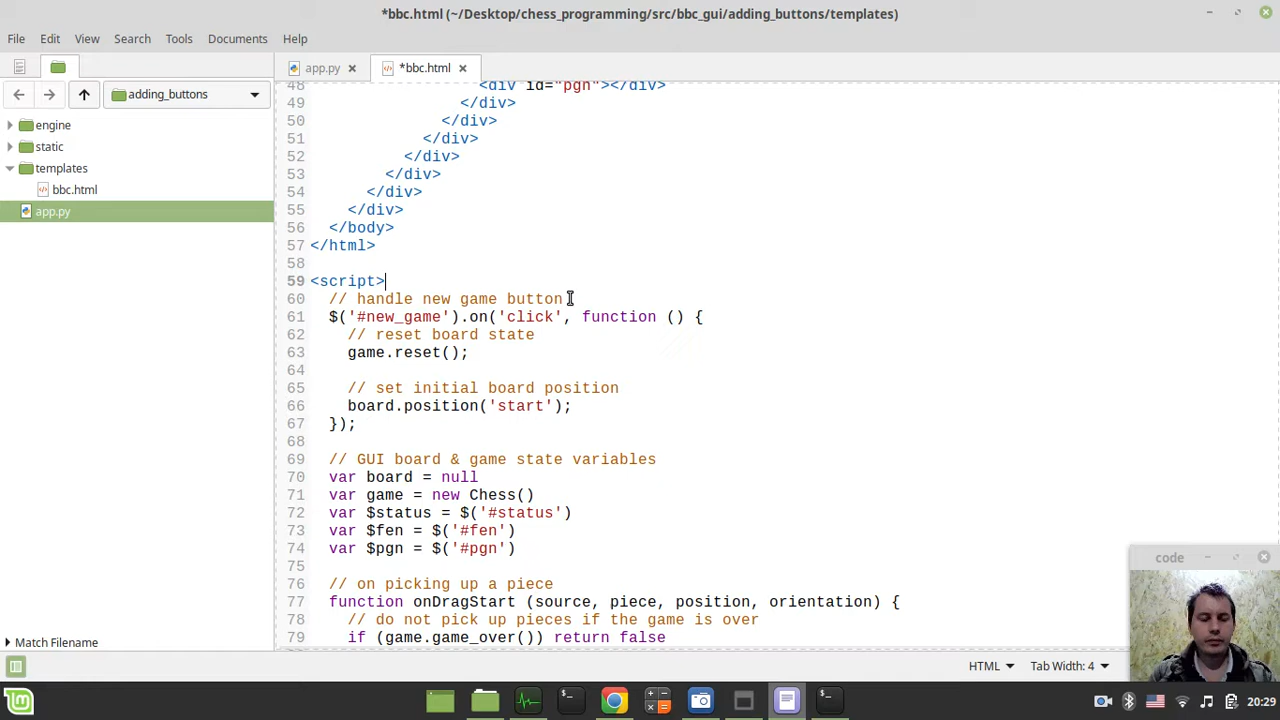 *bbc.html (~/Desktop/chess_programming/src/bbc_gui/adding_buttons/templates)
File Edit View Search Tools Documents Help
app.py *bbc.html
adding_buttons
engine
static
templates
bbc.html
app.py
48 <div id="pgn"></div>
49 </div>
50 </div>
51 </div>
52 </div>
53 </div>
54 </div>
55 </div>
56 </body>
57 </html>
58
59 <script>
60 // handle new game button
61 $('#new_game').on('click', function () {
62 // reset board state
63 game.reset();
64
65 // set initial board position
66 board.position('start');
67 });
68
69 // GUI board & game state variables
70 var board = null
71 var game = new Chess()
72 var $status = $('#status')
73 var $fen = $('#fen')
74 var $pgn = $('#pgn')
75
76 // on picking up a piece
77 function onDragStart (source, piece, position, orientation) {
78 // do not pick up pieces if the game is over
79 if (game.game_over()) return false
code
Match Filename
HTML Tab Width: 4
20:29